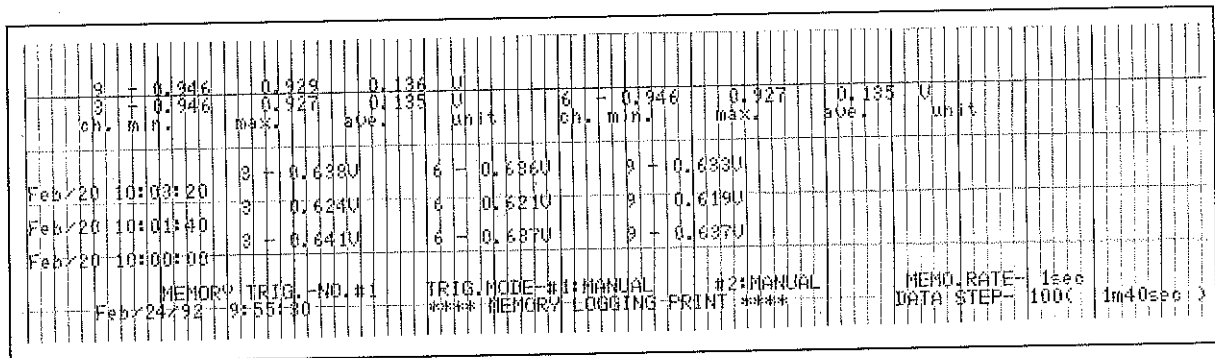 9 - 0.946 0.929 0.136 V
3 - 0.946 0.927 0.135 V 6 - 0.946 0.927 0.135 V
ch. min. max. ave. unit ch. min. max. ave. unit
3 - 0.638V 6 - 0.636V 9 - 0.633V
Feb/20 10:03:20
3 - 0.624V 6 - 0.621V 9 - 0.619V
Feb/20 10:01:40
3 - 0.641V 6 - 0.637V 9 - 0.637V
Feb/20 10:00:00
MEMORY TRIG.-NO.#1 TRIG.MODE-#1:MANUAL #2:MANUAL MEMO.RATE- 1sec
Feb/24/92 9:55:30 **** MEMORY LOGGING PRINT **** DATA STEP- 100( 1m40sec )